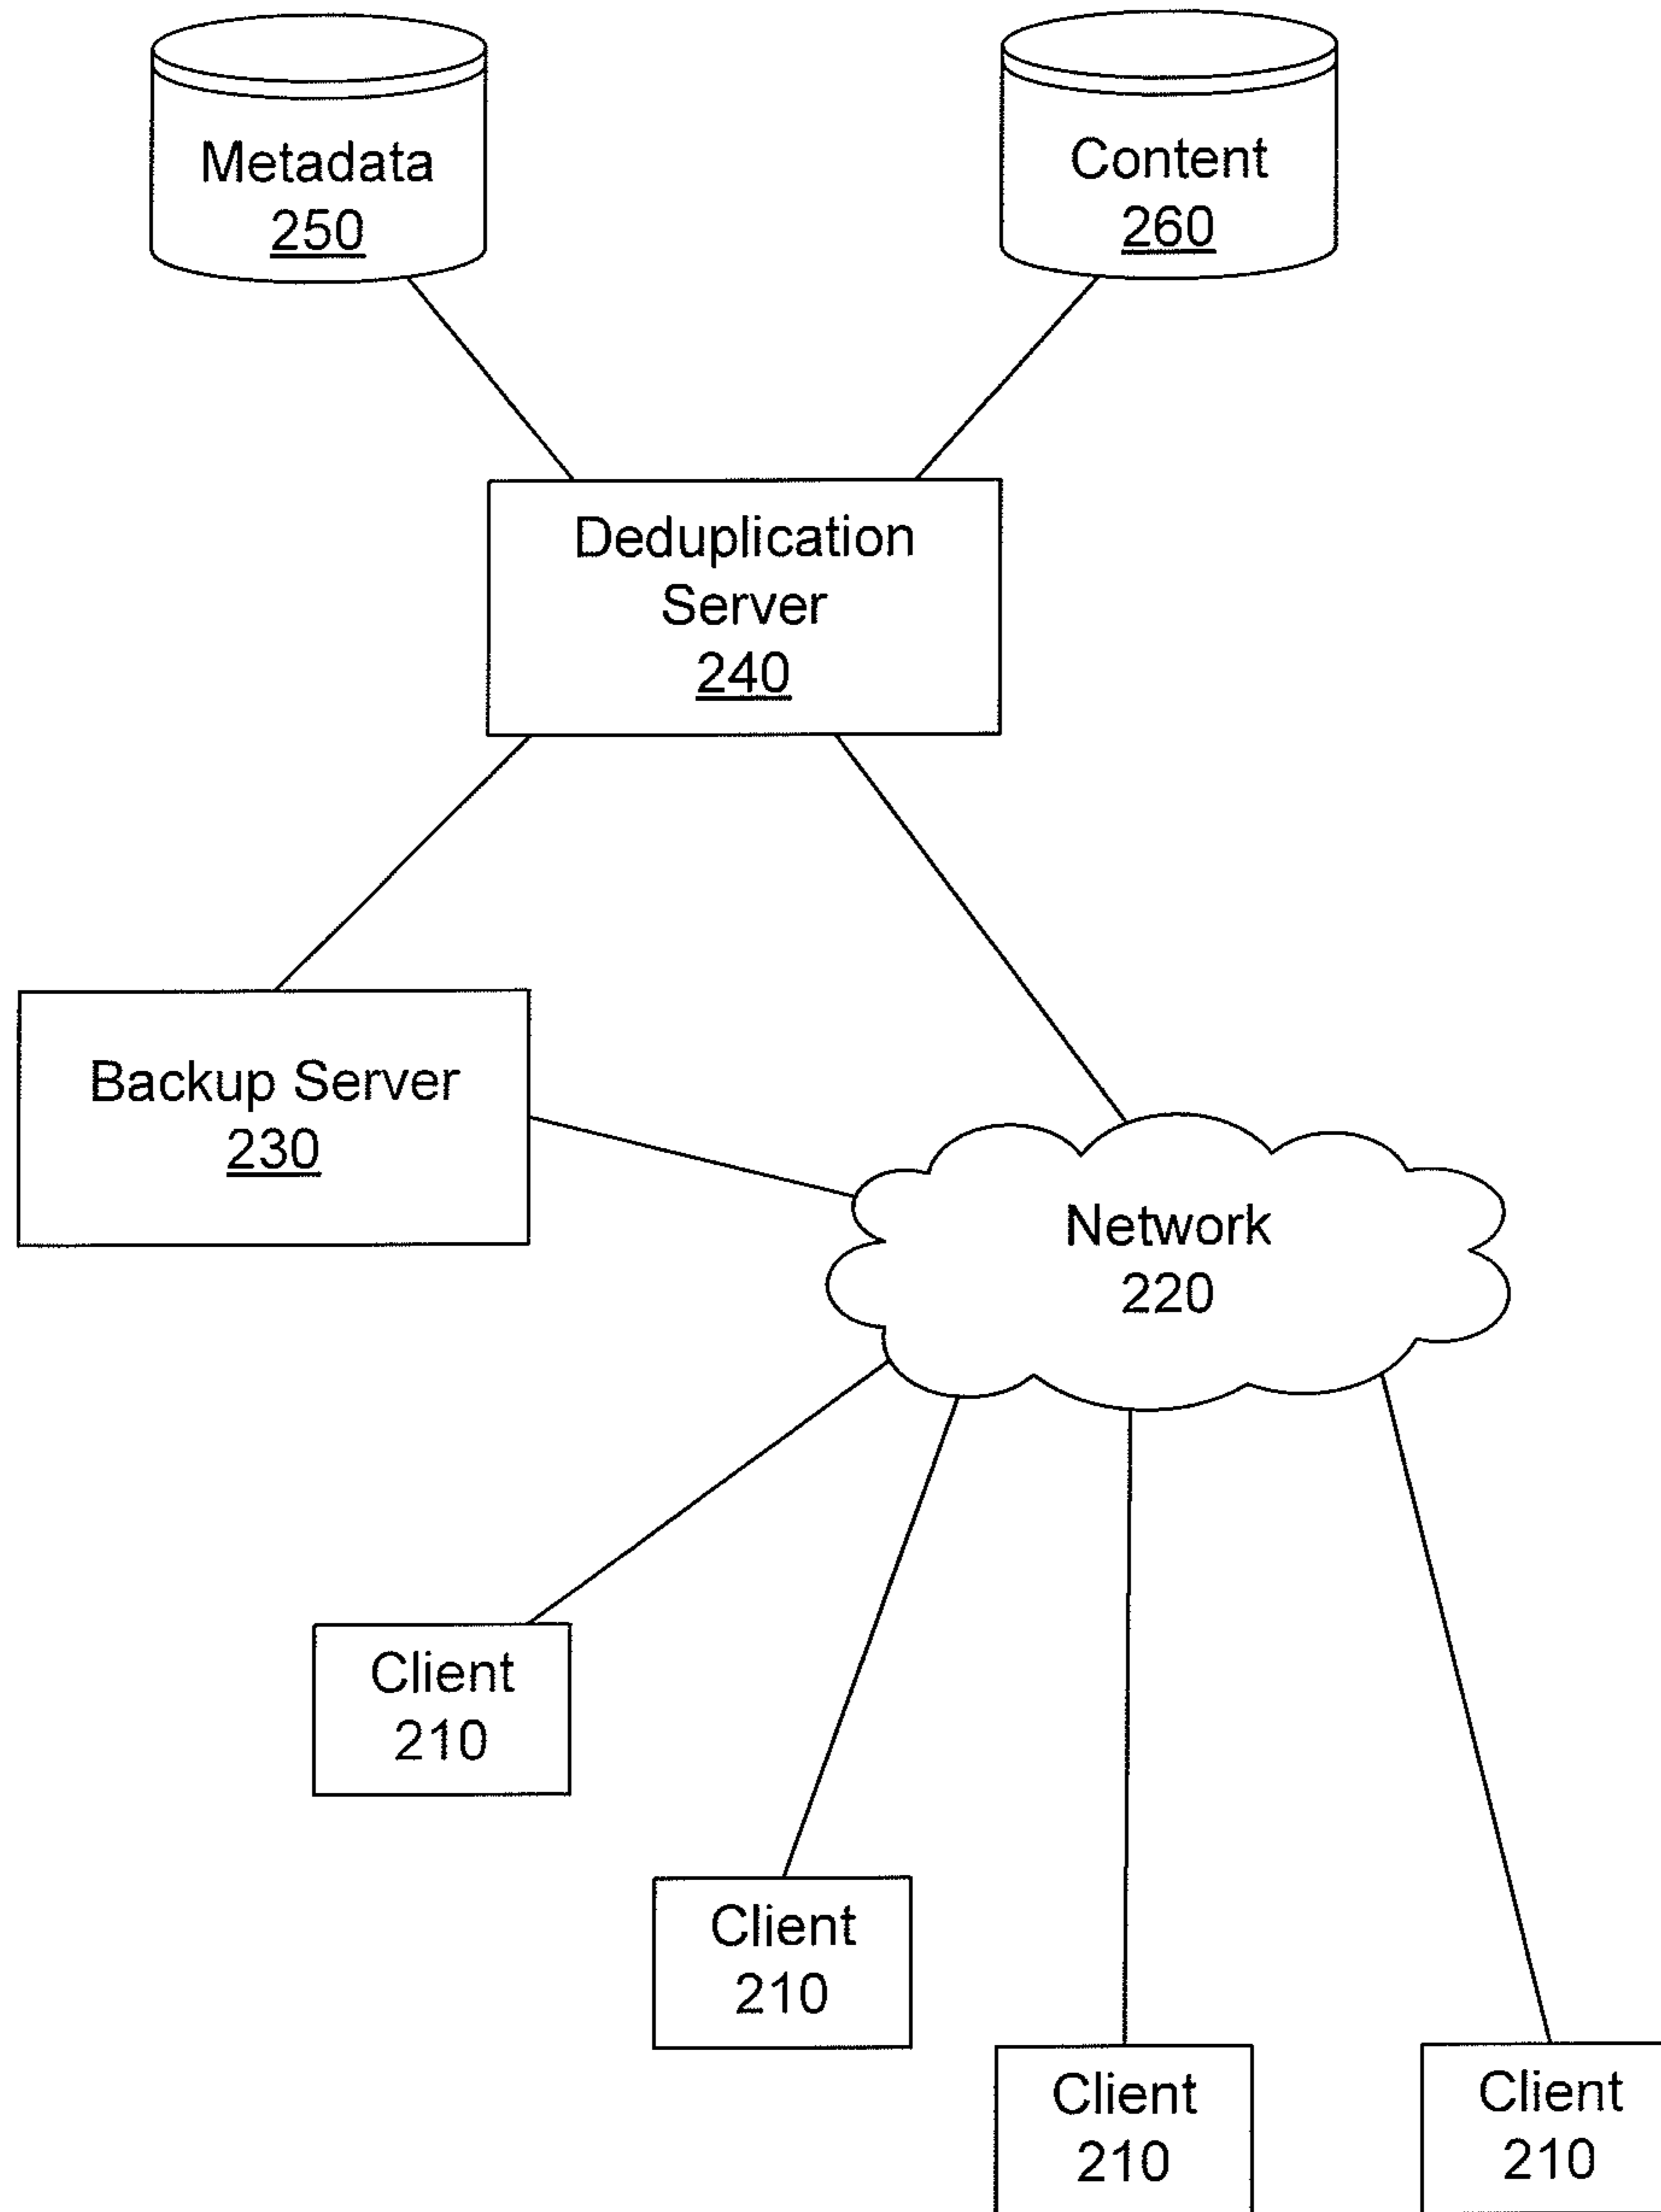 Metadata
250
Content
260
Deduplication
Server
240
Backup Server
230
Network
220
Client
210
Client
210
Client
210
Client
210